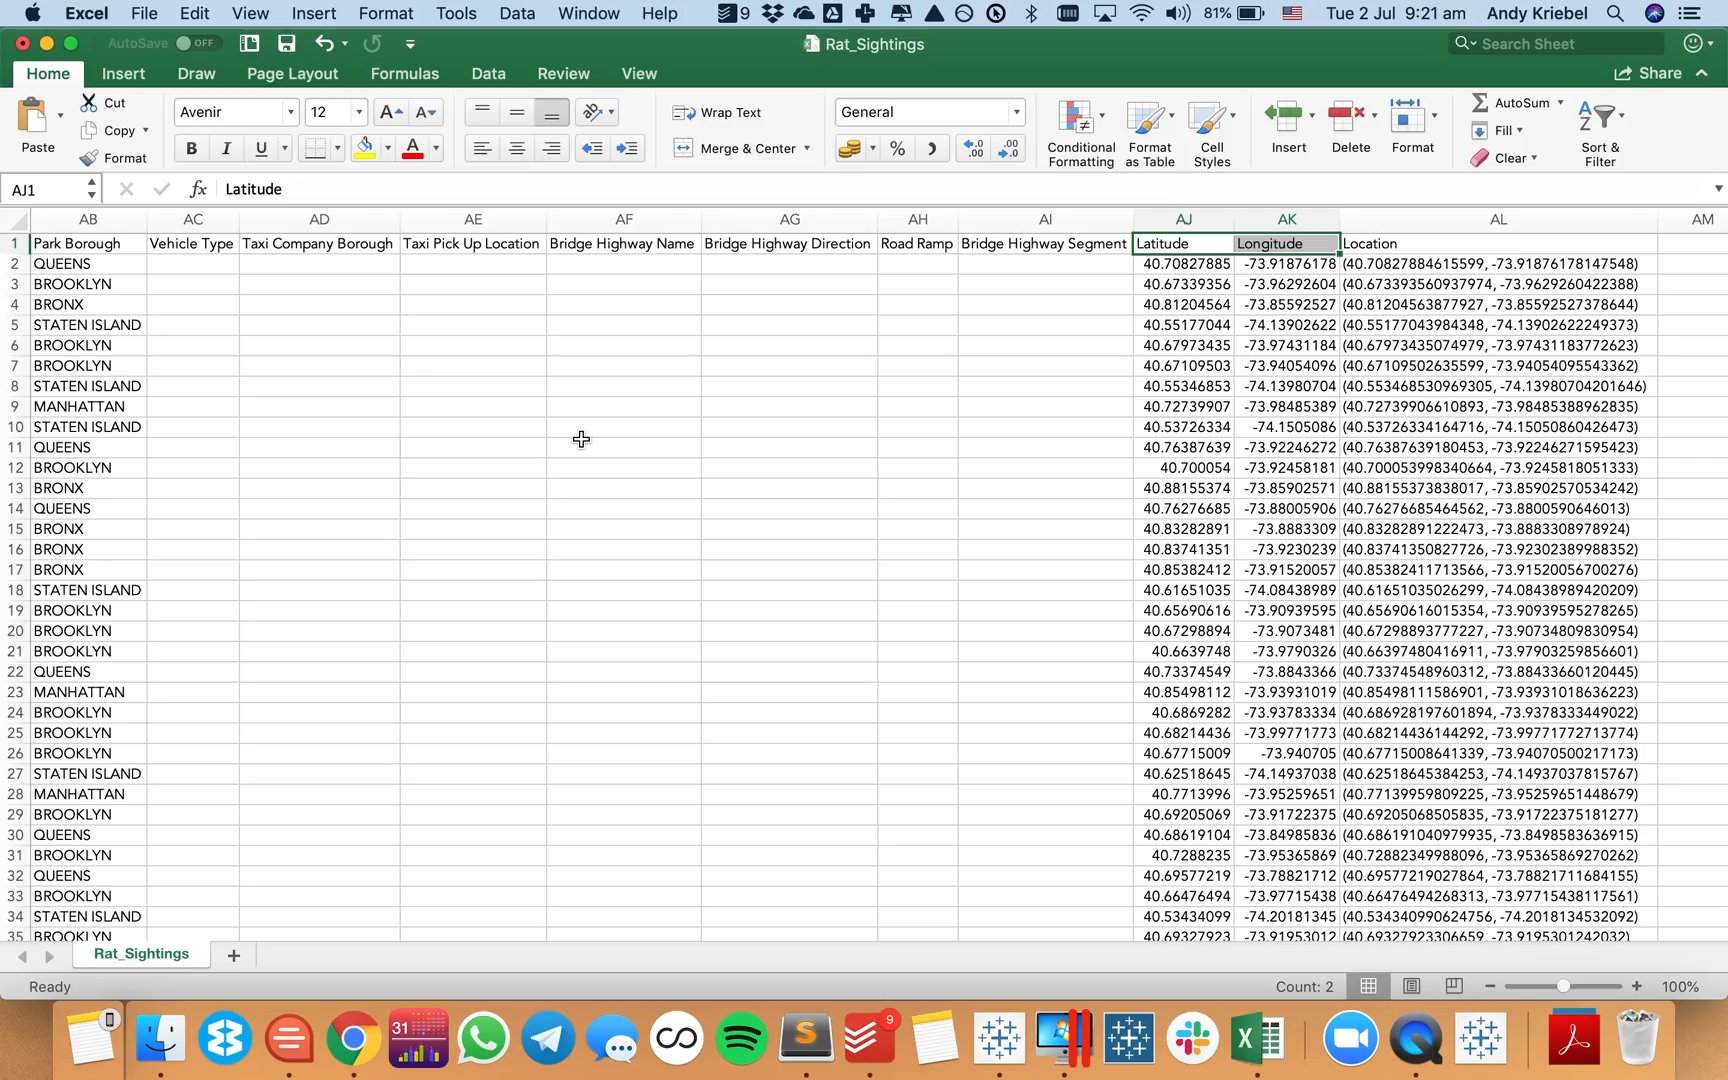 Excel File Edit View Insert Format Tools Data Window Help 9 81% Tue 2 Jul 9:21 am Andy Kriebel
AutoSave OFF Rat_Sightings Search Sheet
Home Insert Draw Page Layout Formulas Data Review View Share
Paste Cut Copy Format
Avenir 12 Wrap Text General
B I U A Merge & Center %
Conditional Formatting Format as Table Cell Styles Insert Delete Format AutoSum Fill Clear Sort & Filter
AJ1 fx Latitude
AB AC AD AE AF AG AH AI AJ AK AL AM
1 Park Borough Vehicle Type Taxi Company Borough Taxi Pick Up Location Bridge Highway Name Bridge Highway Direction Road Ramp Bridge Highway Segment Latitude Longitude Location
2 QUEENS 40.70827885 -73.91876178 (40.70827884615599, -73.91876178147548)
3 BROOKLYN 40.67339356 -73.96292604 (40.673393560937974, -73.9629260422388)
4 BRONX 40.81204564 -73.85592527 (40.81204563877927, -73.85592527378644)
5 STATEN ISLAND 40.55177044 -74.13902622 (40.55177043984348, -74.13902622249373)
6 BROOKLYN 40.67973435 -73.97431184 (40.67973435074979, -73.97431183772623)
7 BROOKLYN 40.67109503 -73.94054096 (40.67109502635599, -73.94054095543362)
8 STATEN ISLAND 40.55346853 -74.13980704 (40.553468530969305, -74.13980704201646)
9 MANHATTAN 40.72739907 -73.98485389 (40.72739906610893, -73.98485388962835)
10 STATEN ISLAND 40.53726334 -74.1505086 (40.53726334164716, -74.15050860426473)
11 QUEENS 40.76387639 -73.92246272 (40.76387639180453, -73.92246271595423)
12 BROOKLYN 40.700054 -73.92458181 (40.700053998340664, -73.9245818051333)
13 BRONX 40.88155374 -73.85902571 (40.88155373838017, -73.85902570534242)
14 QUEENS 40.76276685 -73.88005906 (40.76276685464562, -73.8800590646013)
15 BRONX 40.83282891 -73.8883309 (40.83282891222473, -73.8883308978924)
16 BRONX 40.83741351 -73.9230239 (40.83741350827726, -73.92302389988352)
17 BRONX 40.85382412 -73.91520057 (40.85382411713566, -73.91520056700276)
18 STATEN ISLAND 40.61651035 -74.08438989 (40.61651035026299, -74.08438989420209)
19 BROOKLYN 40.65690616 -73.90939595 (40.65690616015354, -73.90939595278265)
20 BROOKLYN 40.67298894 -73.9073481 (40.67298893777227, -73.90734809830954)
21 BROOKLYN 40.6639748 -73.9790326 (40.66397480416911, -73.97903259856601)
22 QUEENS 40.73374549 -73.8843366 (40.73374548960312, -73.88433660120445)
23 MANHATTAN 40.85498112 -73.93931019 (40.85498111586901, -73.93931018636223)
24 BROOKLYN 40.6869282 -73.93783334 (40.686928197601894, -73.9378333449022)
25 BROOKLYN 40.68214436 -73.99771773 (40.68214436144292, -73.99771772713774)
26 BROOKLYN 40.67715009 -73.940705 (40.67715008641339, -73.94070500217173)
27 STATEN ISLAND 40.62518645 -74.14937038 (40.62518645384253, -74.14937037815767)
28 MANHATTAN 40.7713996 -73.95259651 (40.77139959809225, -73.95259651448679)
29 BROOKLYN 40.69205069 -73.91722375 (40.69205068505835, -73.91722375181277)
30 QUEENS 40.68619104 -73.84985836 (40.686191040979935, -73.8498583636915)
31 BROOKLYN 40.7288235 -73.95365869 (40.72882349988096, -73.95365869270262)
32 QUEENS 40.69577219 -73.78821712 (40.69577219027864, -73.78821711684155)
33 BROOKLYN 40.66476494 -73.97715438 (40.66476494268313, -73.97715438117561)
34 STATEN ISLAND 40.53434099 -74.20181345 (40.534340990624756, -74.2018134532092)
35 BROOKLYN 40.69327923 -73.91953012 (40.69327923306659, -73.9195301242032)
Rat_Sightings
Ready Count: 2 100%
31 9